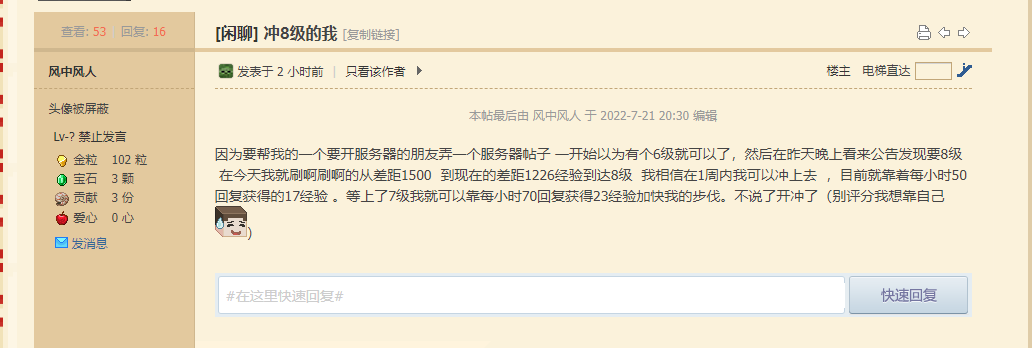 查看: 53 | 回复: 16
[闲聊] 冲8级的我 [复制链接]
风中风人
发表于 2 小时前 | 只看该作者
楼主 电梯直达
头像被屏蔽
Lv-? 禁止发言
金粒 102 粒
宝石 3 颗
贡献 3 份
爱心 0 心
发消息
本帖最后由 风中风人 于 2022-7-21 20:30 编辑
因为要帮我的一个要开服务器的朋友弄一个服务器帖子 一开始以为有个6级就可以了，然后在昨天晚上看来公告发现要8级
在今天我就刷啊刷啊的从差距1500 到现在的差距1226经验到达8级 我相信在1周内我可以冲上去 ，目前就靠着每小时50
回复获得的17经验 。等上了7级我就可以靠每小时70回复获得23经验加快我的步伐。不说了开冲了（别评分我想靠自己
）
#在这里快速回复#
快速回复